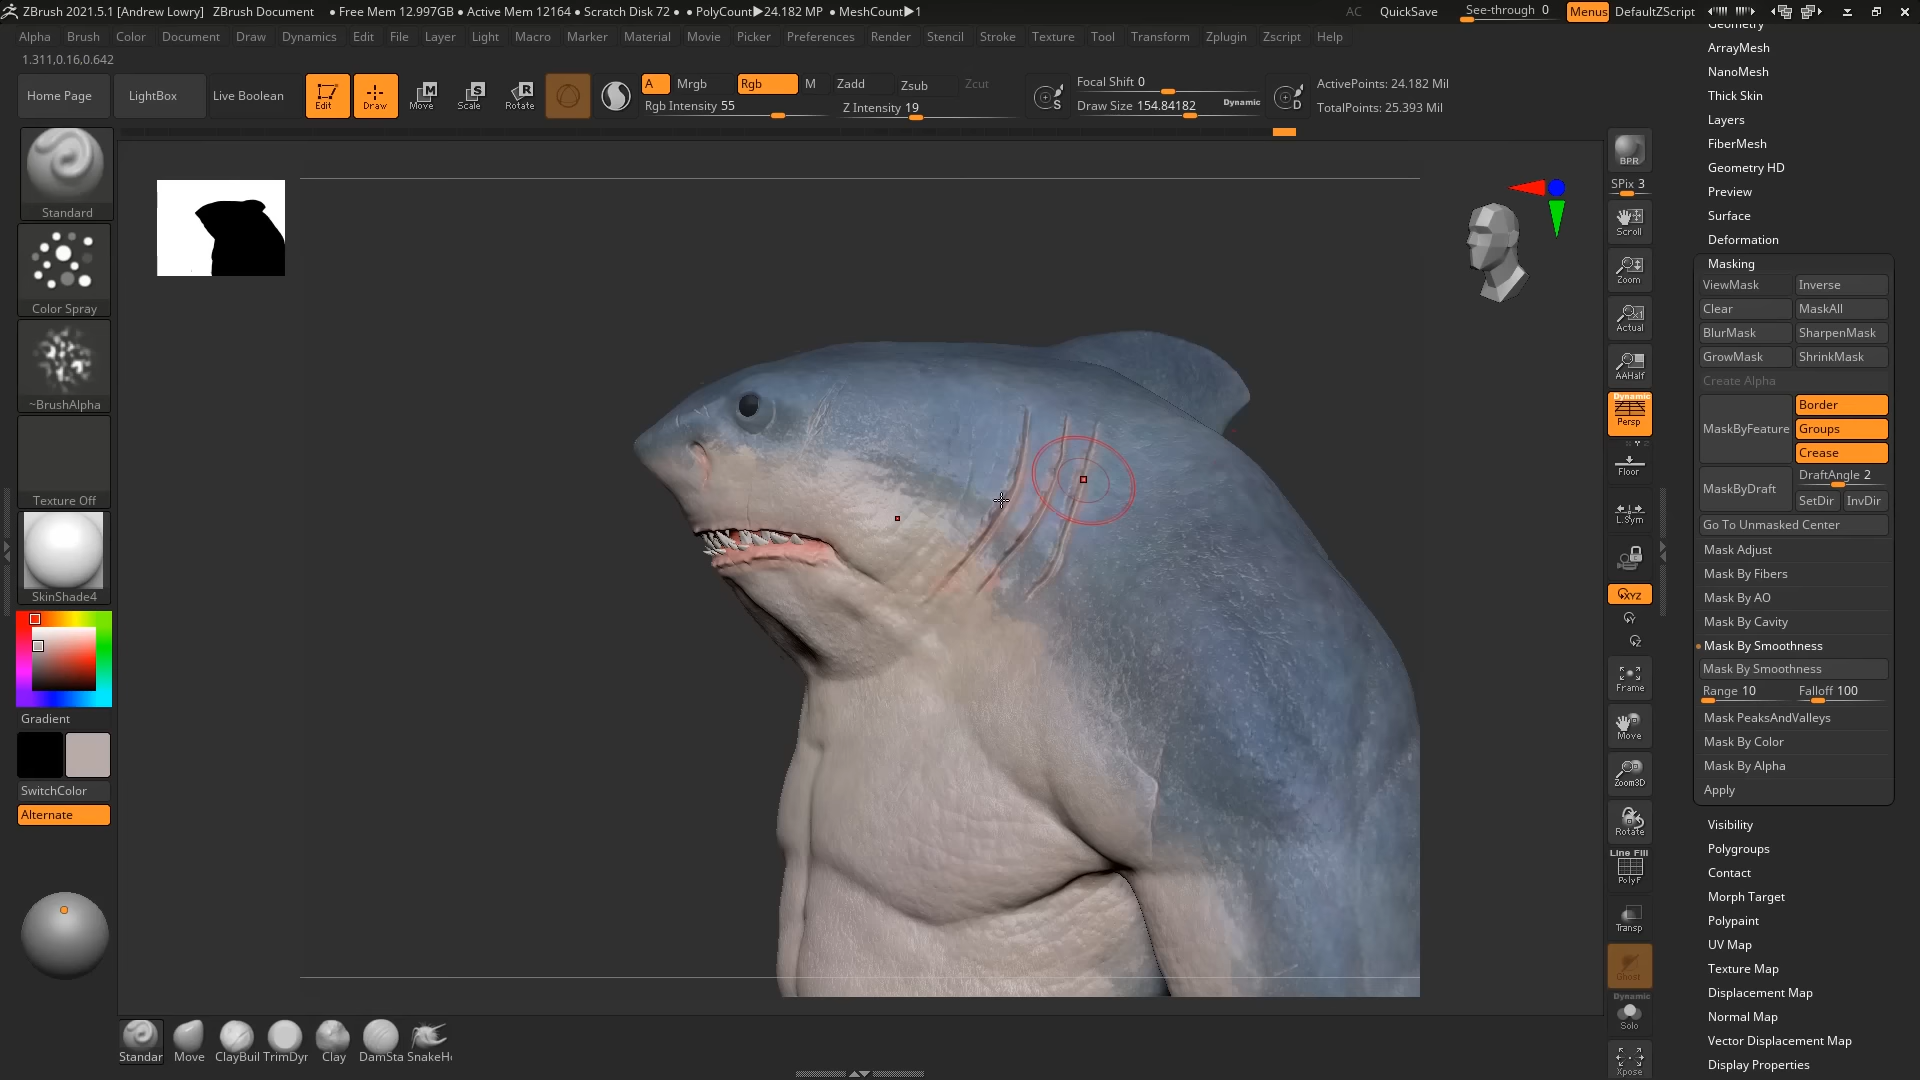 ZBrush 2021.5.1 [Andrew Lowry] ZBrush Document • Free Mem 12.997GB • Active Mem 12164 • Scratch Disk 72 • • PolyCount▶24.182 MP • MeshCount▶1 AC QuickSave See-through 0 Menus DefaultZScript
Alpha Brush Color Document Draw Dynamics Edit File Layer Light Macro Marker Material Movie Picker Preferences Render Stencil Stroke Texture Tool Transform Zplugin Zscript Help
1.311,0.16,0.642
Home Page LightBox Live Boolean Edit Draw Move Scale Rotate
A Mrgb Rgb M Zadd Zsub Zcut
Rgb Intensity 55 Z Intensity 19
Focal Shift 0
Draw Size 154.84182 Dynamic
S D
ActivePoints: 24.182 Mil
TotalPoints: 25.393 Mil
Standard
Color Spray
~BrushAlpha
Texture Off
SkinShade4
Gradient
SwitchColor
Alternate
Standar Move ClayBuil TrimDyn Clay DamSta SnakeH
BPR
SPix 3
Scroll
Zoom
Actual
AAHalf
Dynamic
Persp
Floor
L.Sym
XYZ
Y
Z
Frame
Move
Zoom3D
Rotate
Line Fill
PolyF
Transp
Ghost
Dynamic
Solo
Xpose
Geometry
ArrayMesh
NanoMesh
Thick Skin
Layers
FiberMesh
Geometry HD
Preview
Surface
Deformation
Masking
ViewMask Inverse
Clear MaskAll
BlurMask SharpenMask
GrowMask ShrinkMask
Create Alpha
MaskByFeature
Border
Groups
Crease
MaskByDraft
DraftAngle 2
SetDir InvDir
Go To Unmasked Center
Mask Adjust
Mask By Fibers
Mask By AO
Mask By Cavity
Mask By Smoothness
Mask By Smoothness
Range 10 Falloff 100
Mask PeaksAndValleys
Mask By Color
Mask By Alpha
Apply
Visibility
Polygroups
Contact
Morph Target
Polypaint
UV Map
Texture Map
Displacement Map
Normal Map
Vector Displacement Map
Display Properties